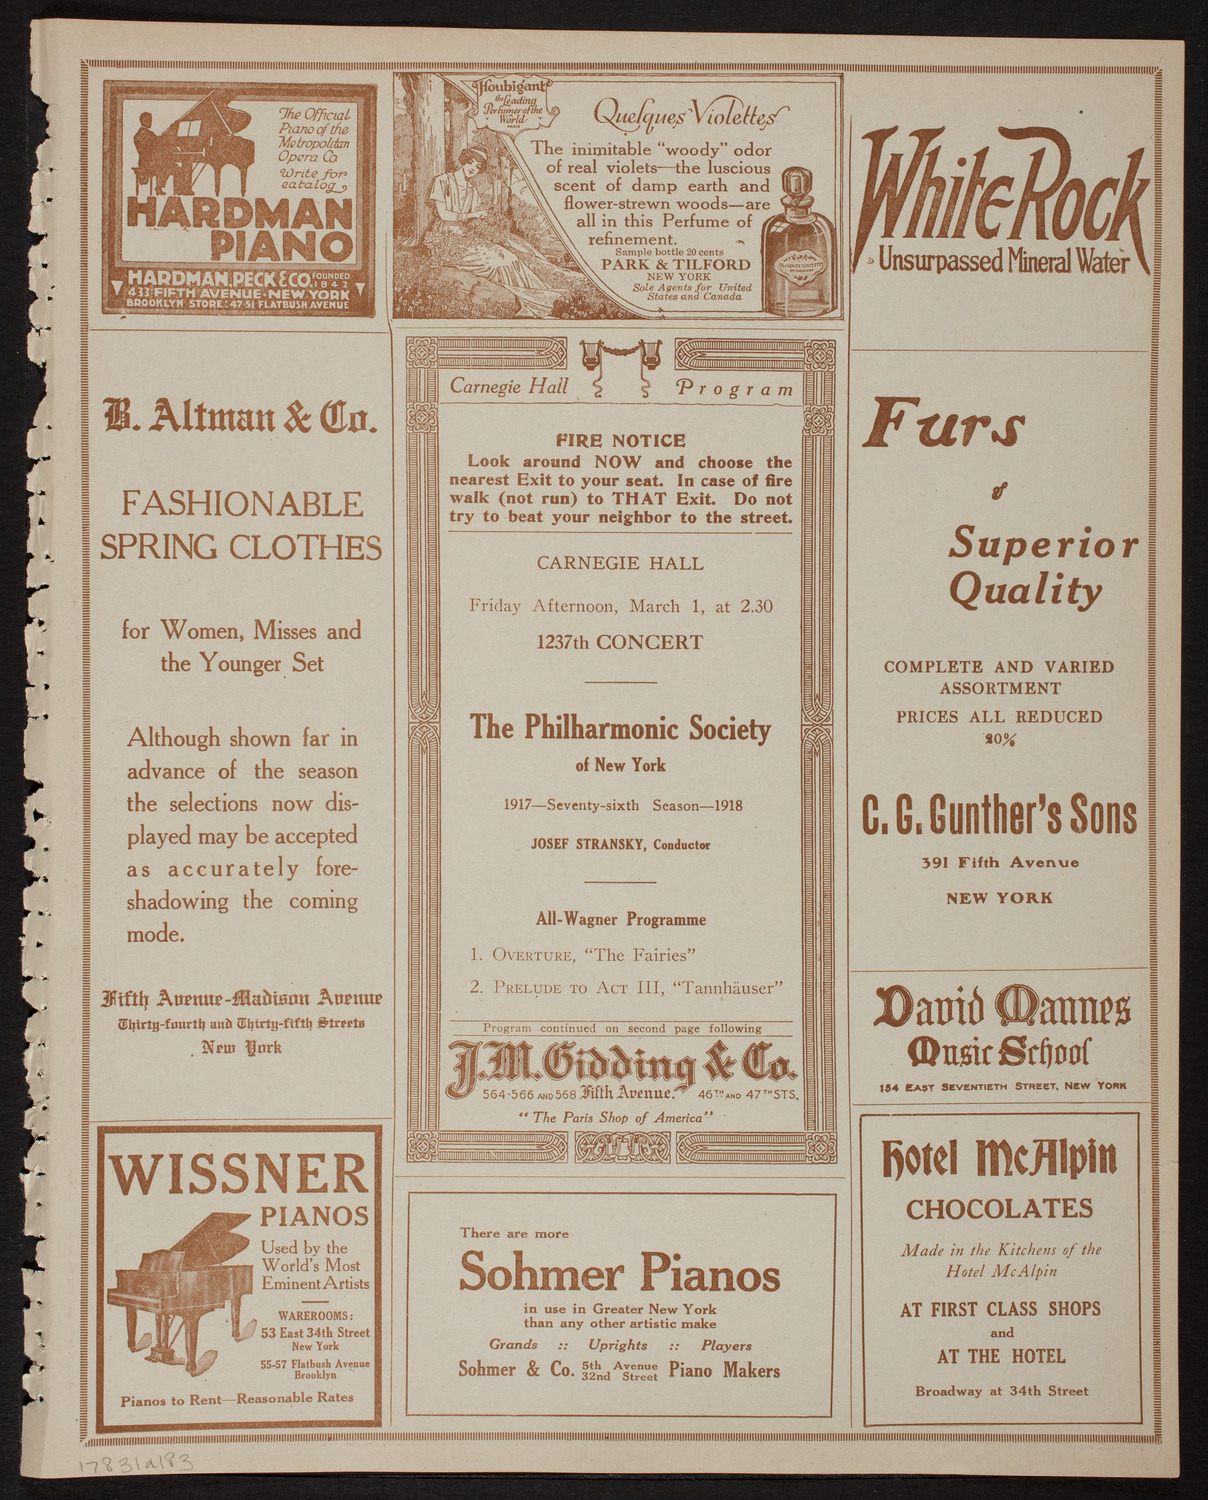 The Official
Piano of the
Metropolitan
Opera Co
Write for
catalog
HARDMAN
PIANO
HARDMAN, PECK & CO. FOUNDED 1842
433 FIFTH AVENUE · NEW YORK
BROOKLYN STORE: 47-51 FLATBUSH AVENUE
Houbigant
the Leading
Perfumer of the
World
PARIS
Quelques Violettes
The inimitable “woody” odor
of real violets—the luscious
scent of damp earth and
flower-strewn woods—are
all in this Perfume of
refinement.
Sample bottle 20 cents
PARK & TILFORD
NEW YORK
Sole Agents for United
States and Canada
White Rock
Unsurpassed Mineral Water
B. Altman & Co.
FASHIONABLE
SPRING CLOTHES
for Women, Misses and
the Younger Set
Although shown far in
advance of the season
the selections now dis-
played may be accepted
as accurately fore-
shadowing the coming
mode.
Fifth Avenue-Madison Avenue
Thirty-fourth and Thirty-fifth Streets
New York
WISSNER
PIANOS
Used by the
World's Most
Eminent Artists
WAREROOMS:
53 East 34th Street
New York
55-57 Flatbush Avenue
Brooklyn
Pianos to Rent—Reasonable Rates
Carnegie Hall Program
FIRE NOTICE
Look around NOW and choose the
nearest Exit to your seat. In case of fire
walk (not run) to THAT Exit. Do not
try to beat your neighbor to the street.
CARNEGIE HALL
Friday Afternoon, March 1, at 2.30
1237th CONCERT
The Philharmonic Society
of New York
1917—Seventy-sixth Season—1918
JOSEF STRANSKY, Conductor
All-Wagner Programme
1. OVERTURE, “The Fairies”
2. PRELUDE TO ACT III, “Tannhäuser”
Program continued on second page following
J.M. Gidding & Co.
564-566 AND 568 Fifth Avenue. 46TH AND 47TH STS.
“The Paris Shop of America”
There are more
Sohmer Pianos
in use in Greater New York
than any other artistic make
Grands :: Uprights :: Players
Sohmer & Co. 5th Avenue 32nd Street Piano Makers
Furs
of
Superior
Quality
COMPLETE AND VARIED
ASSORTMENT
PRICES ALL REDUCED
20%
C. G. Gunther's Sons
391 Fifth Avenue
NEW YORK
David Mannes
Music School
154 EAST SEVENTIETH STREET, NEW YORK
Hotel McAlpin
CHOCOLATES
Made in the Kitchens of the
Hotel McAlpin
AT FIRST CLASS SHOPS
and
AT THE HOTEL
Broadway at 34th Street
17831a183